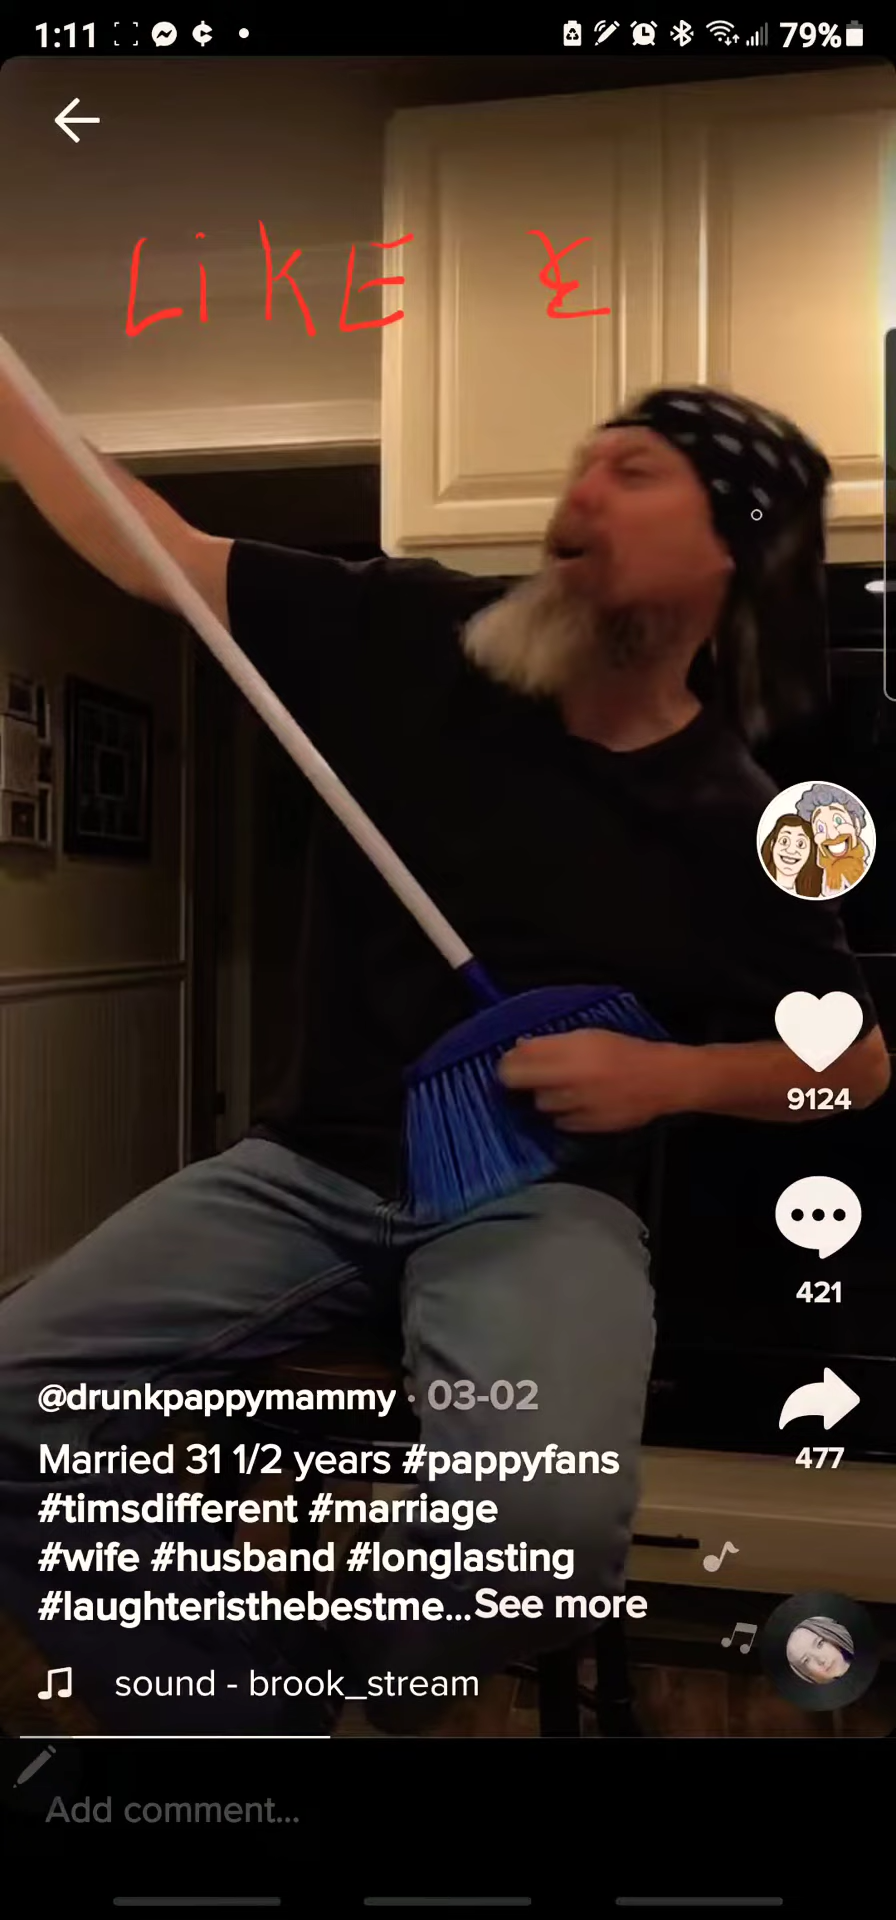 1:11
79%
LiKE &
9124
421
@drunkpappymammy · 03-02
477
Married 31 1/2 years #pappyfans
#timsdifferent #marriage
#wife #husband #longlasting
#laughteristhebestme...See more
sound - brook_stream
Add comment...